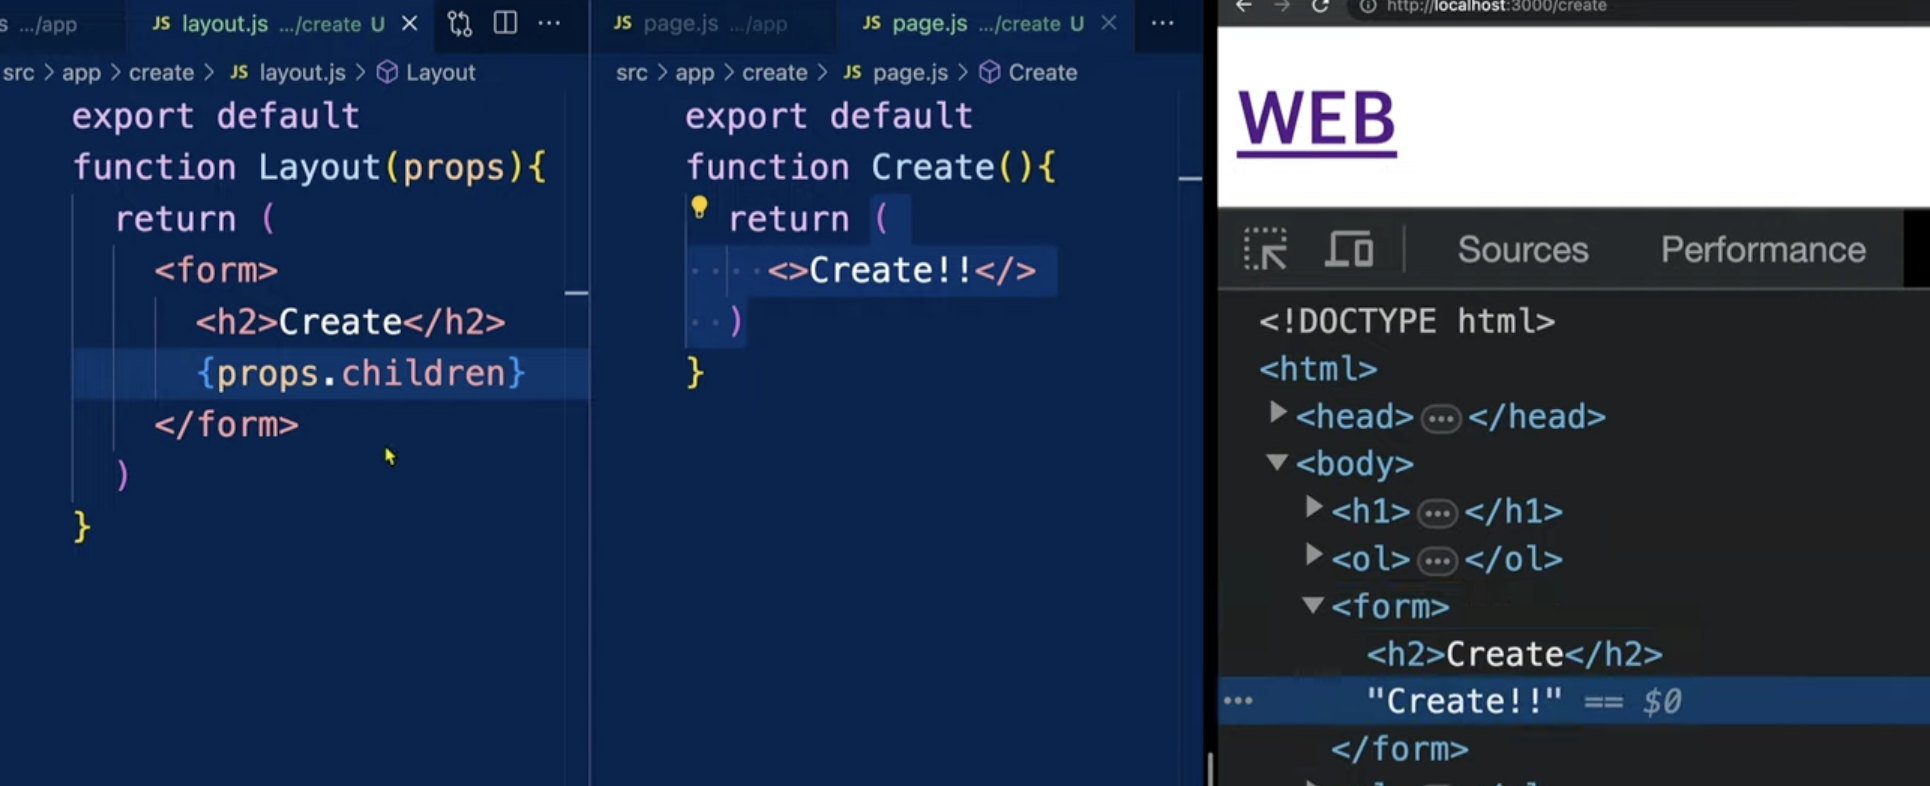 s .../app
JS layout.js .../create U
src > app > create > JS layout.js > Layout
export default
function Layout(props){
return (
<form>
<h2>Create</h2>
{props.children}
</form>
)
}
JS page.js .../app
JS page.js .../create U
src > app > create > JS page.js > Create
export default
function Create(){
return (
<>Create!!</>
)
}
http://localhost:3000/create
WEB
Sources Performance
<!DOCTYPE html>
<html>
<head> ... </head>
<body>
<h1> ... </h1>
<ol> ... </ol>
<form>
<h2>Create</h2>
"Create!!" == $0
</form>